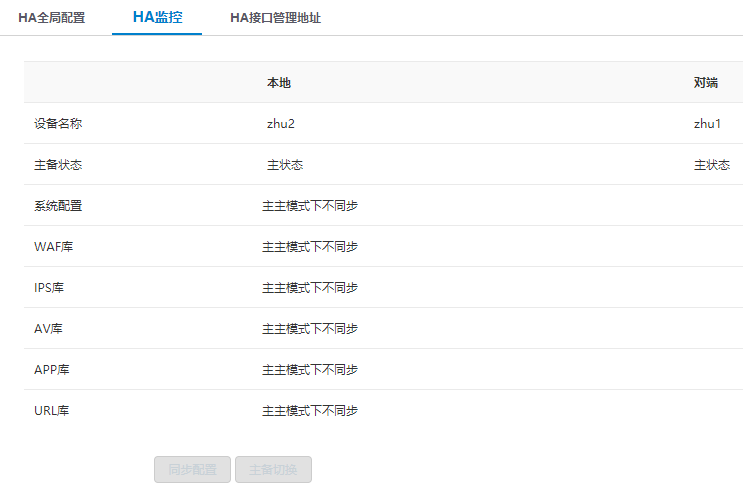 HA全局配置 HA监控 HA接口管理地址
本地 对端
设备名称 zhu2 zhu1
主备状态 主状态 主状态
系统配置 主主模式下不同步
WAF库 主主模式下不同步
IPS库 主主模式下不同步
AV库 主主模式下不同步
APP库 主主模式下不同步
URL库 主主模式下不同步
同步配置 主备切换